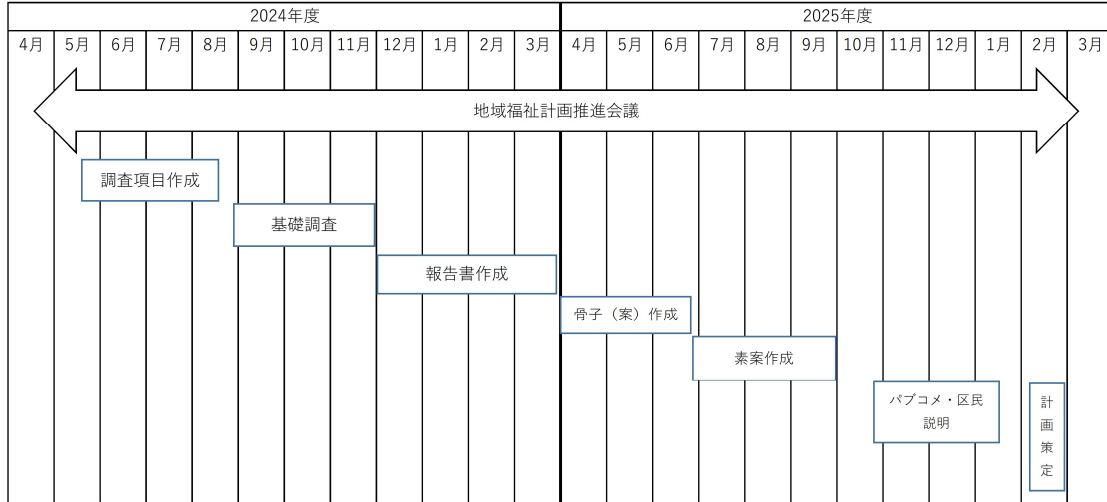 2024年度 2025年度
4月 5月 6月 7月 8月 9月 10月 11月 12月 1月 2月 3月 4月 5月 6月 7月 8月 9月 10月 11月 12月 1月 2月 3月
地域福祉計画推進会議
調査項目作成
基礎調査
報告書作成
骨子（案）作成
素案作成
パブコメ・区民
説明
計
画
策
定